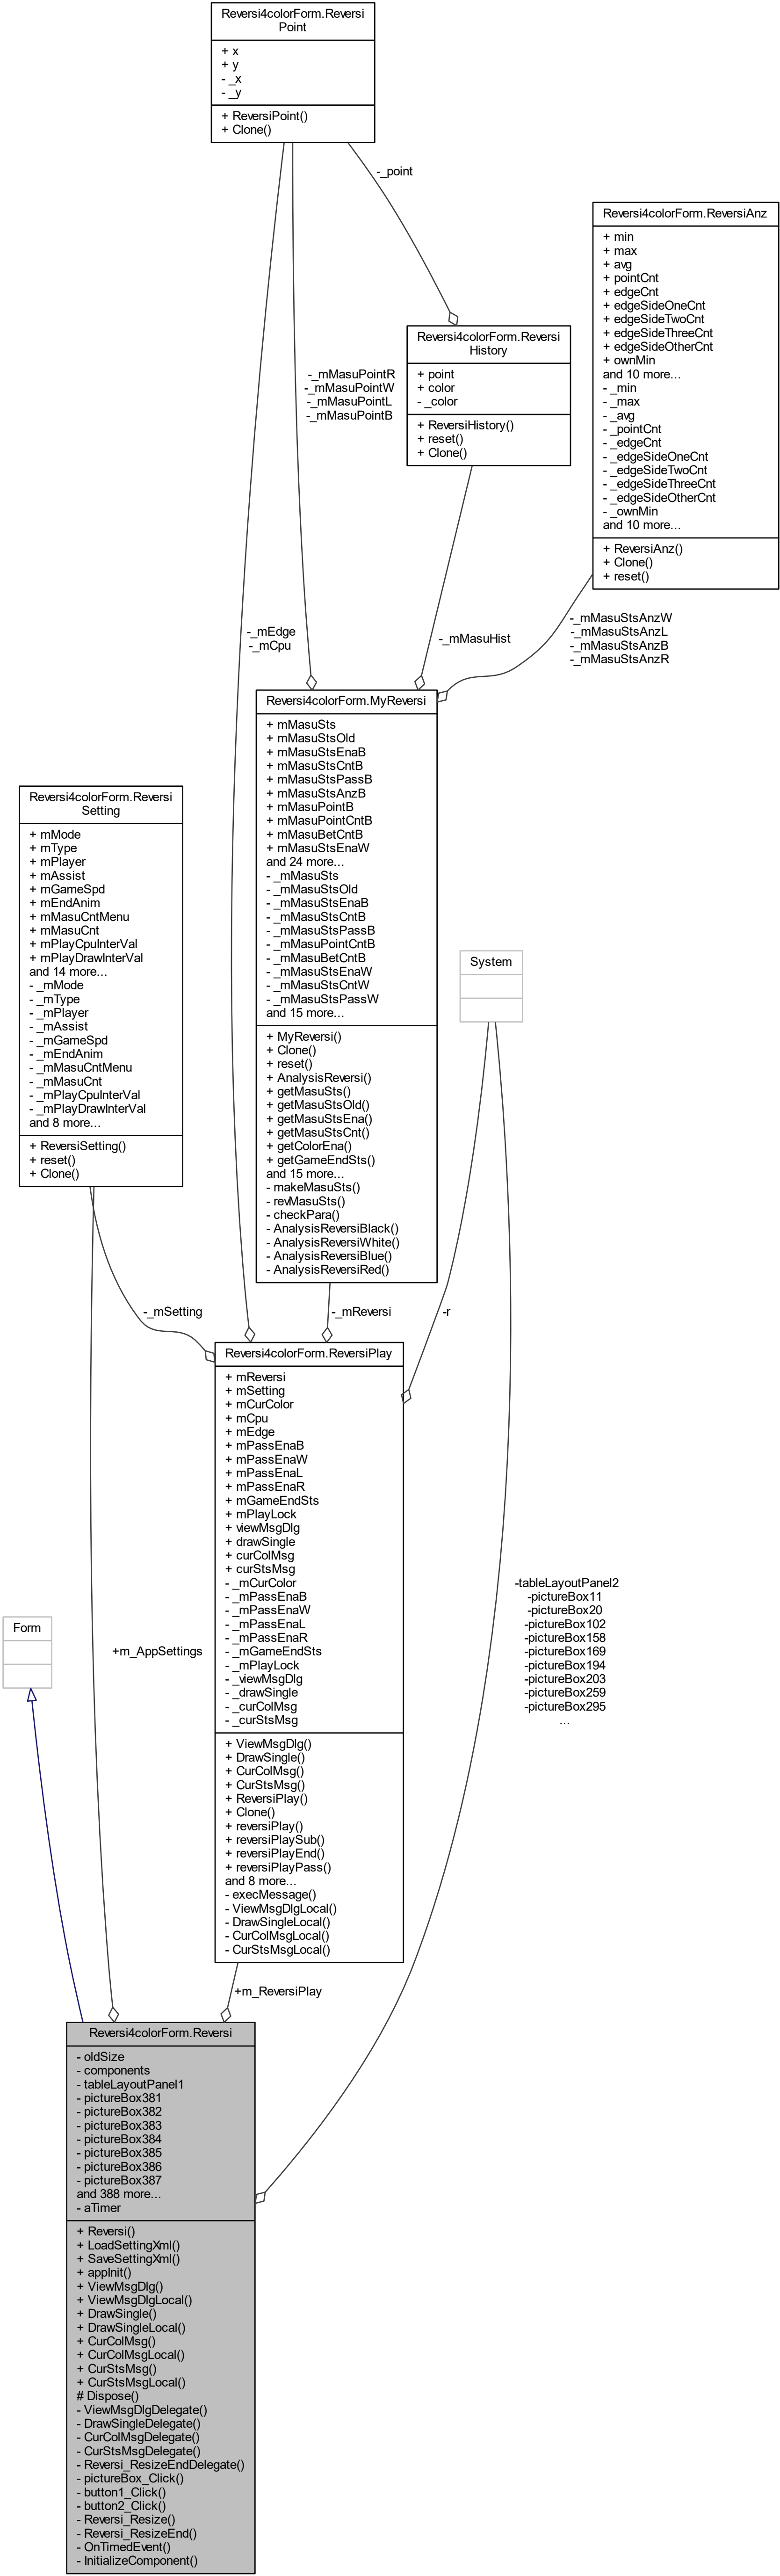 Reversi4colorForm.Reversi
Point
+ x
+ y
- _x
- _y
+ ReversiPoint()
+ Clone()
-_point
Reversi4colorForm.ReversiAnz
+ min
+ max
+ avg
+ pointCnt
+ edgeCnt
+ edgeSideOneCnt
+ edgeSideTwoCnt
+ edgeSideThreeCnt
+ edgeSideOtherCnt
+ ownMin
and 10 more...
- _min
- _max
- _avg
- _pointCnt
- _edgeCnt
- _edgeSideOneCnt
- _edgeSideTwoCnt
- _edgeSideThreeCnt
- _edgeSideOtherCnt
- _ownMin
and 10 more...
+ ReversiAnz()
+ Clone()
+ reset()
Reversi4colorForm.Reversi
History
+ point
+ color
- _color
+ ReversiHistory()
+ reset()
+ Clone()
-_mMasuPointR
-_mMasuPointW
-_mMasuPointL
-_mMasuPointB
-_mEdge
-_mCpu
-_mMasuHist
-_mMasuStsAnzW
-_mMasuStsAnzL
-_mMasuStsAnzB
-_mMasuStsAnzR
Reversi4colorForm.MyReversi
+ mMasuSts
+ mMasuStsOld
+ mMasuStsEnaB
+ mMasuStsCntB
+ mMasuStsPassB
+ mMasuStsAnzB
+ mMasuPointB
+ mMasuPointCntB
+ mMasuBetCntB
+ mMasuStsEnaW
and 24 more...
- _mMasuSts
- _mMasuStsOld
- _mMasuStsEnaB
- _mMasuStsCntB
- _mMasuStsPassB
- _mMasuPointCntB
- _mMasuBetCntB
- _mMasuStsEnaW
- _mMasuStsCntW
- _mMasuStsPassW
and 15 more...
+ MyReversi()
+ Clone()
+ reset()
+ AnalysisReversi()
+ getMasuSts()
+ getMasuStsOld()
+ getMasuStsEna()
+ getMasuStsCnt()
+ getColorEna()
+ getGameEndSts()
and 15 more...
- makeMasuSts()
- revMasuSts()
- checkPara()
- AnalysisReversiBlack()
- AnalysisReversiWhite()
- AnalysisReversiBlue()
- AnalysisReversiRed()
Reversi4colorForm.Reversi
Setting
+ mMode
+ mType
+ mPlayer
+ mAssist
+ mGameSpd
+ mEndAnim
+ mMasuCntMenu
+ mMasuCnt
+ mPlayCpuInterVal
+ mPlayDrawInterVal
and 14 more...
- _mMode
- _mType
- _mPlayer
- _mAssist
- _mGameSpd
- _mEndAnim
- _mMasuCntMenu
- _mMasuCnt
- _mPlayCpuInterVal
- _mPlayDrawInterVal
and 8 more...
+ ReversiSetting()
+ reset()
+ Clone()
System
-_mSetting
-_mReversi
-r
Reversi4colorForm.ReversiPlay
+ mReversi
+ mSetting
+ mCurColor
+ mCpu
+ mEdge
+ mPassEnaB
+ mPassEnaW
+ mPassEnaL
+ mPassEnaR
+ mGameEndSts
+ mPlayLock
+ viewMsgDlg
+ drawSingle
+ curColMsg
+ curStsMsg
- _mCurColor
- _mPassEnaB
- _mPassEnaW
- _mPassEnaL
- _mPassEnaR
- _mGameEndSts
- _mPlayLock
- _viewMsgDlg
- _drawSingle
- _curColMsg
- _curStsMsg
+ ViewMsgDlg()
+ DrawSingle()
+ CurColMsg()
+ CurStsMsg()
+ ReversiPlay()
+ Clone()
+ reversiPlay()
+ reversiPlaySub()
+ reversiPlayEnd()
+ reversiPlayPass()
and 8 more...
- execMessage()
- ViewMsgDlgLocal()
- DrawSingleLocal()
- CurColMsgLocal()
- CurStsMsgLocal()
-tableLayoutPanel2
-pictureBox11
-pictureBox20
-pictureBox102
-pictureBox158
-pictureBox169
-pictureBox194
-pictureBox203
-pictureBox259
-pictureBox295
...
Form
+m_AppSettings
+m_ReversiPlay
Reversi4colorForm.Reversi
- oldSize
- components
- tableLayoutPanel1
- pictureBox381
- pictureBox382
- pictureBox383
- pictureBox384
- pictureBox385
- pictureBox386
- pictureBox387
and 388 more...
- aTimer
+ Reversi()
+ LoadSettingXml()
+ SaveSettingXml()
+ appInit()
+ ViewMsgDlg()
+ ViewMsgDlgLocal()
+ DrawSingle()
+ DrawSingleLocal()
+ CurColMsg()
+ CurColMsgLocal()
+ CurStsMsg()
+ CurStsMsgLocal()
# Dispose()
- ViewMsgDlgDelegate()
- DrawSingleDelegate()
- CurColMsgDelegate()
- CurStsMsgDelegate()
- Reversi_ResizeEndDelegate()
- pictureBox_Click()
- button1_Click()
- button2_Click()
- Reversi_Resize()
- Reversi_ResizeEnd()
- OnTimedEvent()
- InitializeComponent()